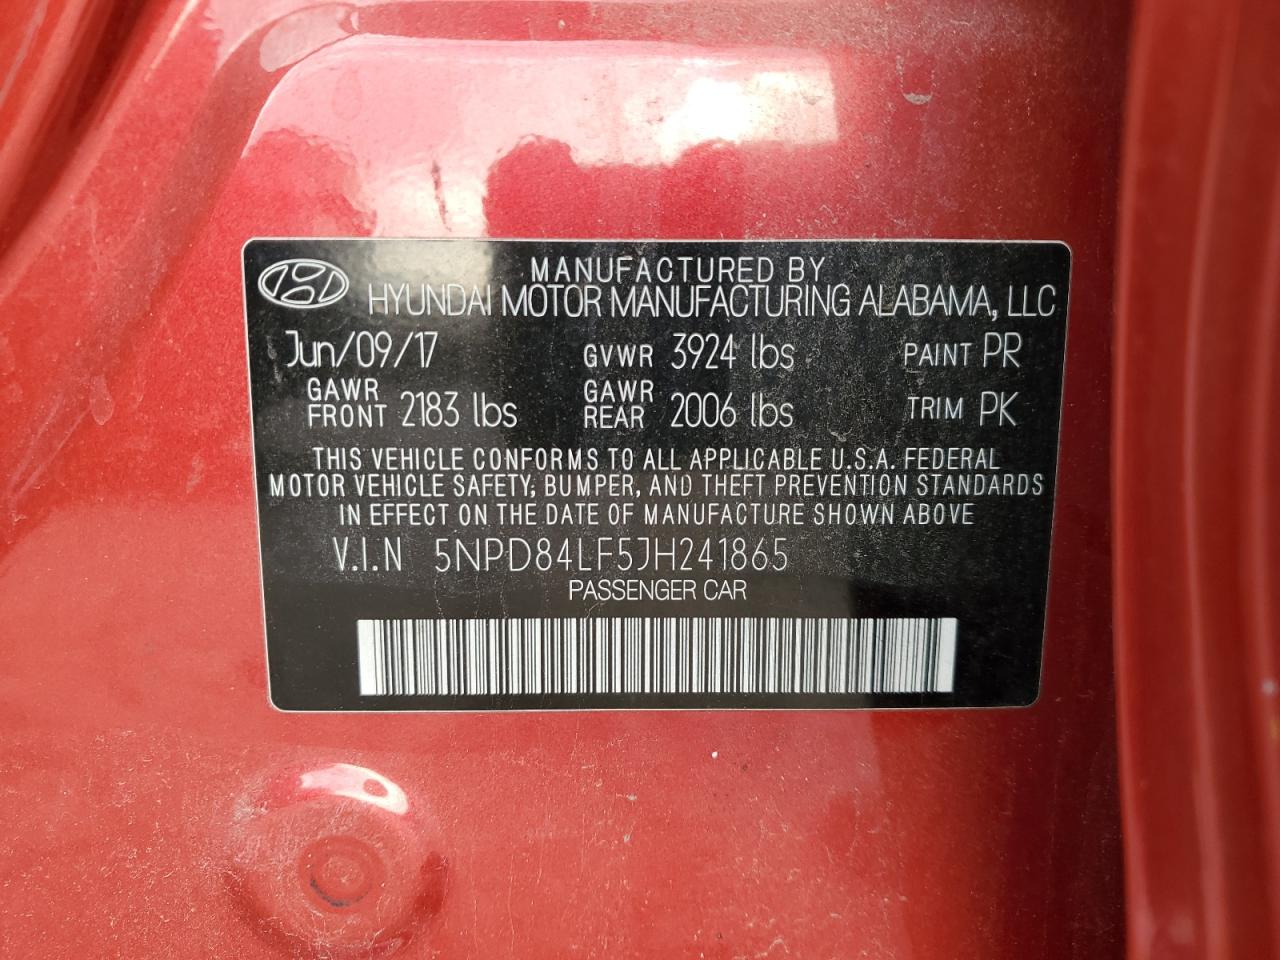 MANUFACTURED BY
HYUNDAI MOTOR MANUFACTURING ALABAMA, LLC
Jun/09/17 GVWR 3924 lbs PAINT PR
GAWR FRONT 2183 lbs GAWR REAR 2006 lbs TRIM PK
THIS VEHICLE CONFORMS TO ALL APPLICABLE U.S.A. FEDERAL
MOTOR VEHICLE SAFETY, BUMPER, AND THEFT PREVENTION STANDARDS
IN EFFECT ON THE DATE OF MANUFACTURE SHOWN ABOVE
V.I.N 5NPD84LF5JH241865
PASSENGER CAR